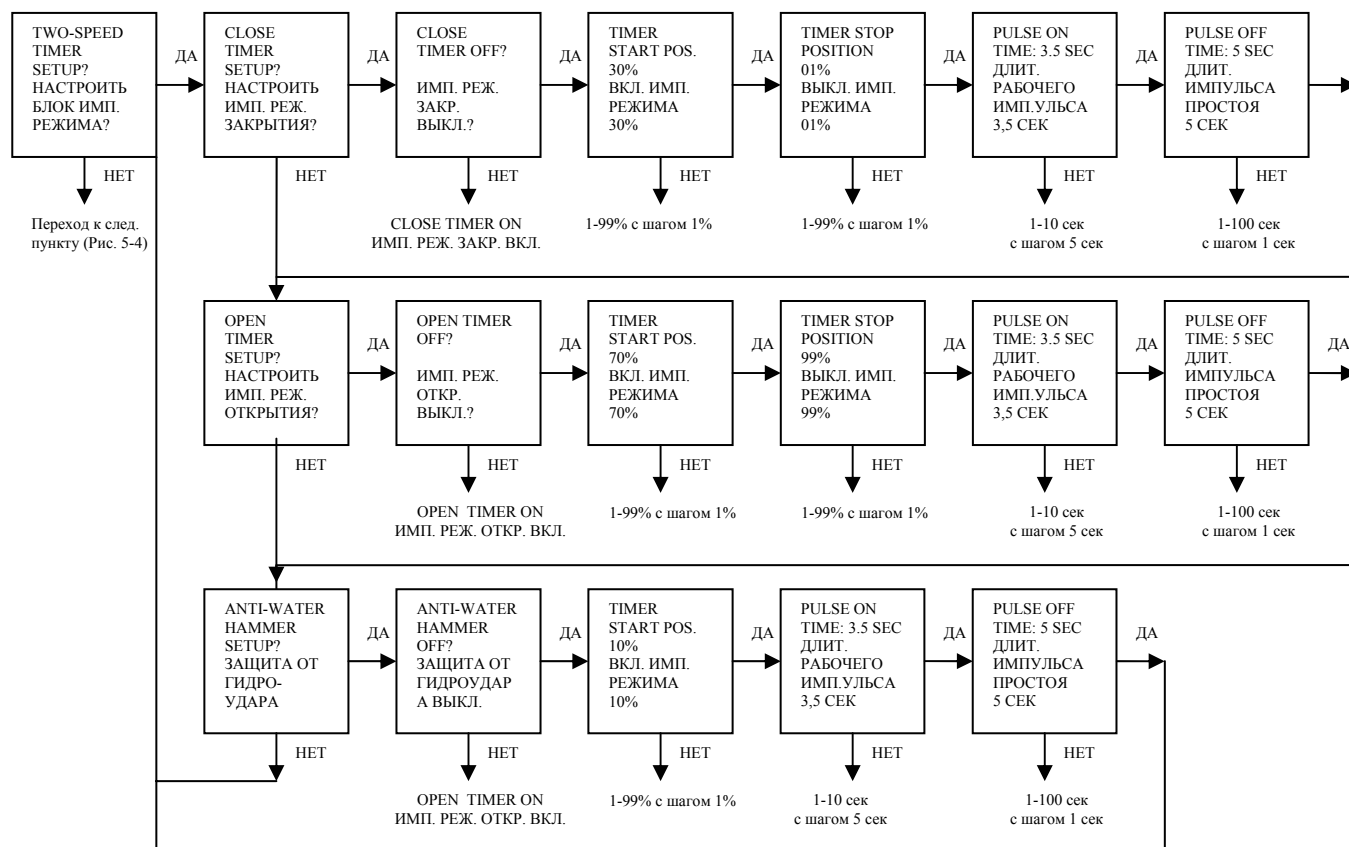 TWO-SPEED
TIMER
SETUP?
НАСТРОИТЬ
БЛОК ИМП.
РЕЖИМА?
ДА
CLOSE
TIMER
SETUP?
НАСТРОИТЬ
ИМП. РЕЖ.
ЗАКРЫТИЯ?
ДА
CLOSE
TIMER OFF?
ИМП. РЕЖ.
ЗАКР.
ВЫКЛ.?
ДА
TIMER
START POS.
30%
ВКЛ. ИМП.
РЕЖИМА
30%
ДА
TIMER STOP
POSITION
01%
ВЫКЛ. ИМП.
РЕЖИМА
01%
ДА
PULSE ON
TIME: 3.5 SEC
ДЛИТ.
РАБОЧЕГО
ИМП.УЛЬСА
3,5 СЕК
ДА
PULSE OFF
TIME: 5 SEC
ДЛИТ.
ИМПУЛЬСА
ПРОСТОЯ
5 СЕК
НЕТ
НЕТ
НЕТ
НЕТ
НЕТ
НЕТ
НЕТ
Переход к след.
пункту (Рис. 5-4)
CLOSE TIMER ON
ИМП. РЕЖ. ЗАКР. ВКЛ.
1-99% с шагом 1%
1-99% с шагом 1%
1-10 сек
с шагом 5 сек
1-100 сек
с шагом 1 сек
OPEN
TIMER
SETUP?
НАСТРОИТЬ
ИМП. РЕЖ.
ОТКРЫТИЯ?
ДА
OPEN TIMER
OFF?
ИМП. РЕЖ.
ОТКР.
ВЫКЛ.?
ДА
TIMER
START POS.
70%
ВКЛ. ИМП.
РЕЖИМА
70%
ДА
TIMER STOP
POSITION
99%
ВЫКЛ. ИМП.
РЕЖИМА
99%
ДА
PULSE ON
TIME: 3.5 SEC
ДЛИТ.
РАБОЧЕГО
ИМП.УЛЬСА
3,5 СЕК
ДА
PULSE OFF
TIME: 5 SEC
ДЛИТ.
ИМПУЛЬСА
ПРОСТОЯ
5 СЕК
ДА
НЕТ
НЕТ
НЕТ
НЕТ
НЕТ
НЕТ
OPEN TIMER ON
ИМП. РЕЖ. ОТКР. ВКЛ.
1-99% с шагом 1%
1-99% с шагом 1%
1-10 сек
с шагом 5 сек
1-100 сек
с шагом 1 сек
ANTI-WATER
HAMMER
SETUP?
ЗАЩИТА ОТ
ГИДРО-
УДАРА
ДА
ANTI-WATER
HAMMER
OFF?
ЗАЩИТА ОТ
ГИДРОУДАР
А ВЫКЛ.
ДА
TIMER
START POS.
10%
ВКЛ. ИМП.
РЕЖИМА
10%
ДА
PULSE ON
TIME: 3.5 SEC
ДЛИТ.
РАБОЧЕГО
ИМП.УЛЬСА
3,5 СЕК
ДА
PULSE OFF
TIME: 5 SEC
ДЛИТ.
ИМПУЛЬСА
ПРОСТОЯ
5 СЕК
ДА
НЕТ
НЕТ
НЕТ
НЕТ
НЕТ
OPEN TIMER ON
ИМП. РЕЖ. ОТКР. ВКЛ.
1-99% с шагом 1%
1-10 сек
с шагом 5 сек
1-100 сек
с шагом 1 сек